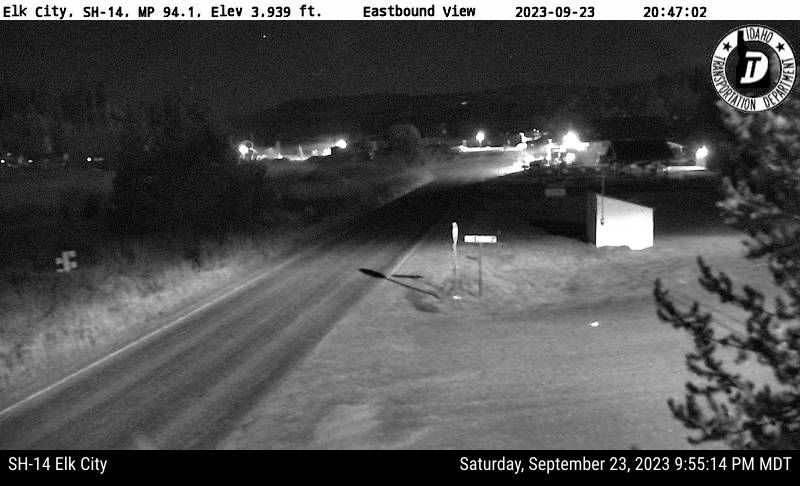 Elk City, SH-14, MP 94.1, Elev 3,939 ft. Eastbound View 2023-09-23 20:47:02
IDAHO
TRANSPORTATION DEPARTMENT
SH-14 Elk City Saturday, September 23, 2023 9:55:14 PM MDT